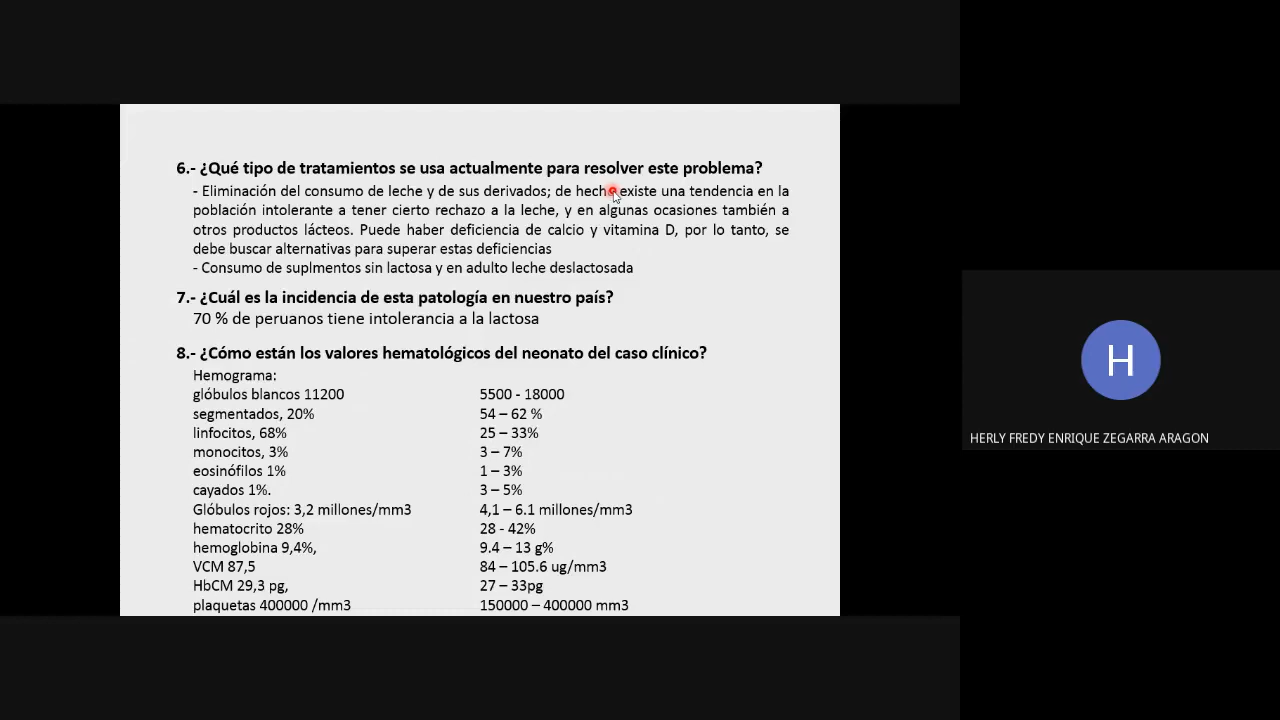 6.- ¿Qué tipo de tratamientos se usa actualmente para resolver este problema?
- Eliminación del consumo de leche y de sus derivados; de hecho existe una tendencia en la
población intolerante a tener cierto rechazo a la leche, y en algunas ocasiones también a
otros productos lácteos. Puede haber deficiencia de calcio y vitamina D, por lo tanto, se
debe buscar alternativas para superar estas deficiencias
- Consumo de suplmentos sin lactosa y en adulto leche deslactosada
7.- ¿Cuál es la incidencia de esta patología en nuestro país?
70 % de peruanos tiene intolerancia a la lactosa
8.- ¿Cómo están los valores hematológicos del neonato del caso clínico?
Hemograma:
glóbulos blancos 11200 5500 - 18000
segmentados, 20% 54 – 62 %
linfocitos, 68% 25 – 33%
monocitos, 3% 3 – 7%
eosinófilos 1% 1 – 3%
cayados 1%. 3 – 5%
Glóbulos rojos: 3,2 millones/mm3 4,1 – 6.1 millones/mm3
hematocrito 28% 28 - 42%
hemoglobina 9,4%, 9.4 – 13 g%
VCM 87,5 84 – 105.6 ug/mm3
HbCM 29,3 pg, 27 – 33pg
plaquetas 400000 /mm3 150000 – 400000 mm3
H
HERLY FREDY ENRIQUE ZEGARRA ARAGON